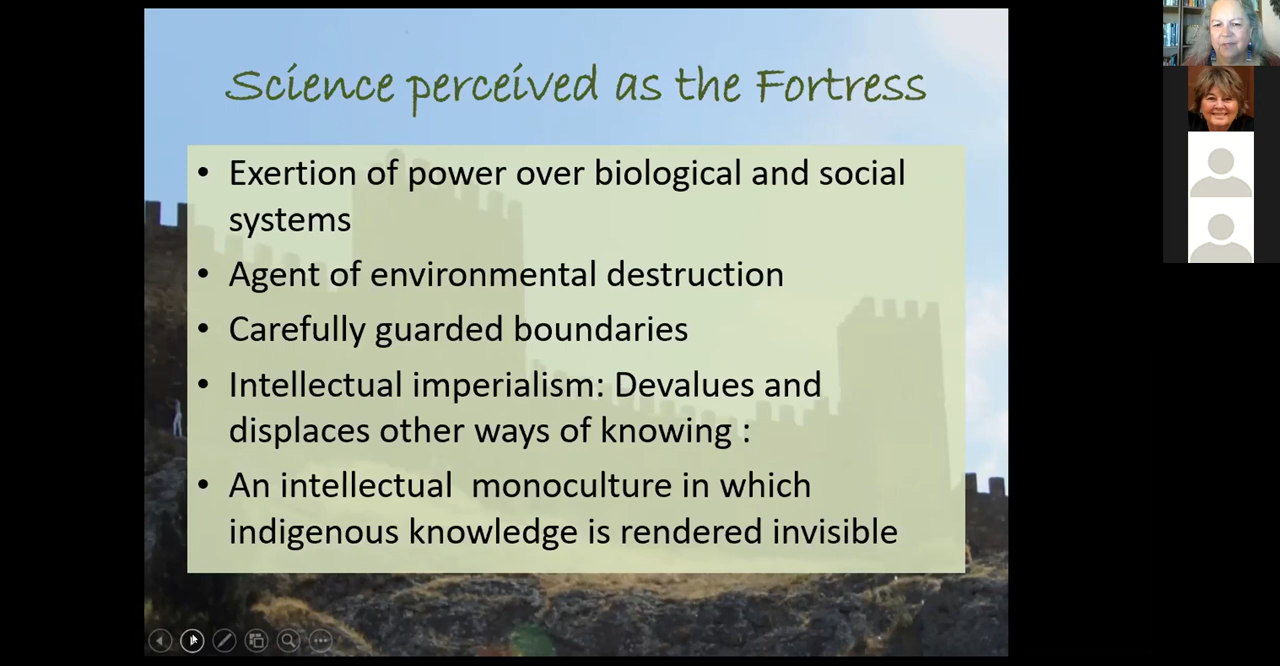 Science perceived as the Fortress
• Exertion of power over biological and social
systems
• Agent of environmental destruction
• Carefully guarded boundaries
• Intellectual imperialism: Devalues and
displaces other ways of knowing :
• An intellectual  monoculture in which
indigenous knowledge is rendered invisible